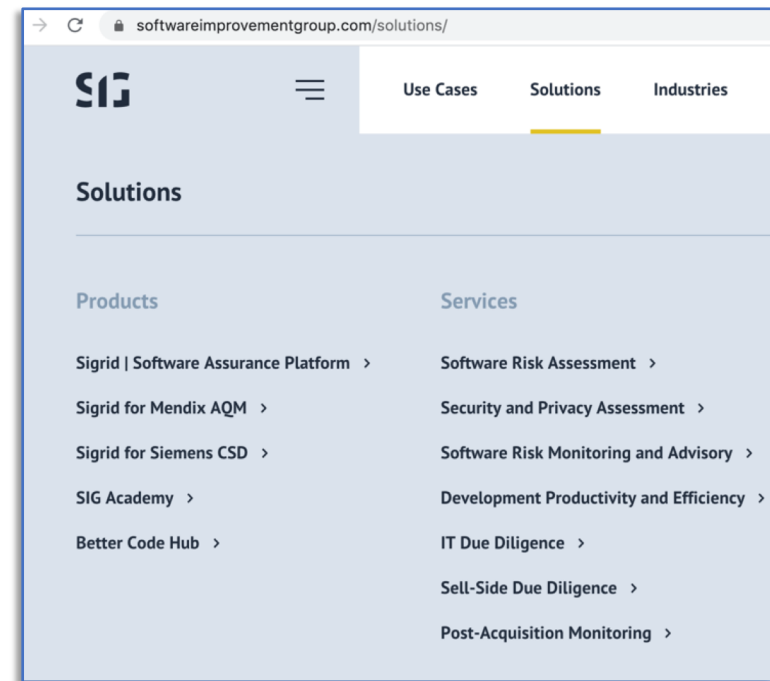 softwareimprovementgroup.com/solutions/
SIG
Use Cases
Solutions
Industries
Solutions
Products
Sigrid | Software Assurance Platform >
Sigrid for Mendix AQM >
Sigrid for Siemens CSD >
SIG Academy >
Better Code Hub >
Services
Software Risk Assessment >
Security and Privacy Assessment >
Software Risk Monitoring and Advisory >
Development Productivity and Efficiency >
IT Due Diligence >
Sell-Side Due Diligence >
Post-Acquisition Monitoring >